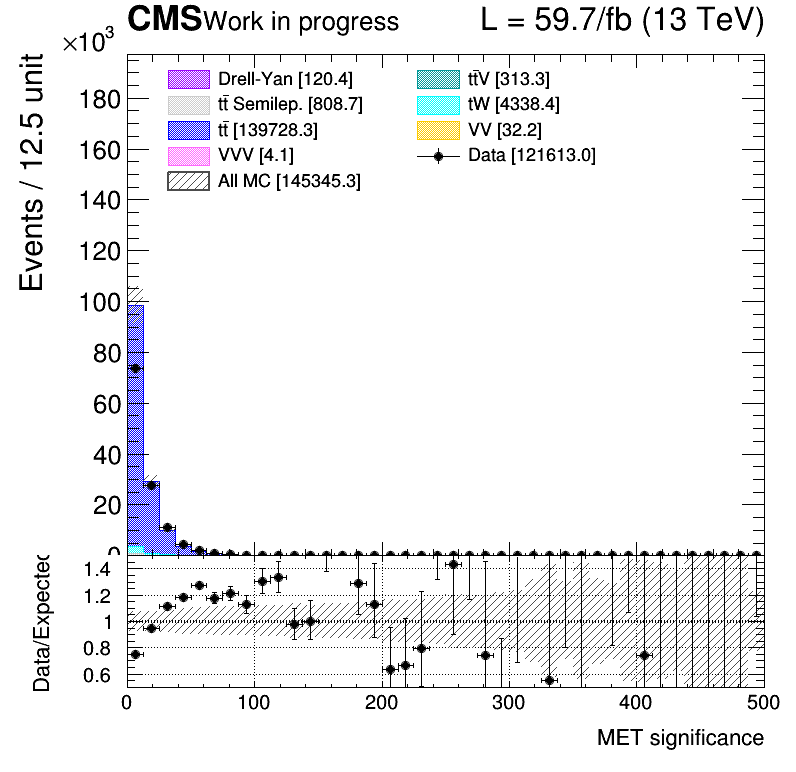 CMS Work in progress L = 59.7/fb (13 TeV)
×10³
Drell-Yan [120.4]
tt̄ Semilep. [808.7]
tt̄ [139728.3]
VVV [4.1]
All MC [145345.3]
tt̄V [313.3]
tW [4338.4]
VV [32.2]
Data [121613.0]
Events / 12.5 unit
180
160
140
120
100
80
60
40
20
0
Data/Expected
1.4
1.2
1
0.8
0.6
0 100 200 300 400 500
MET significance